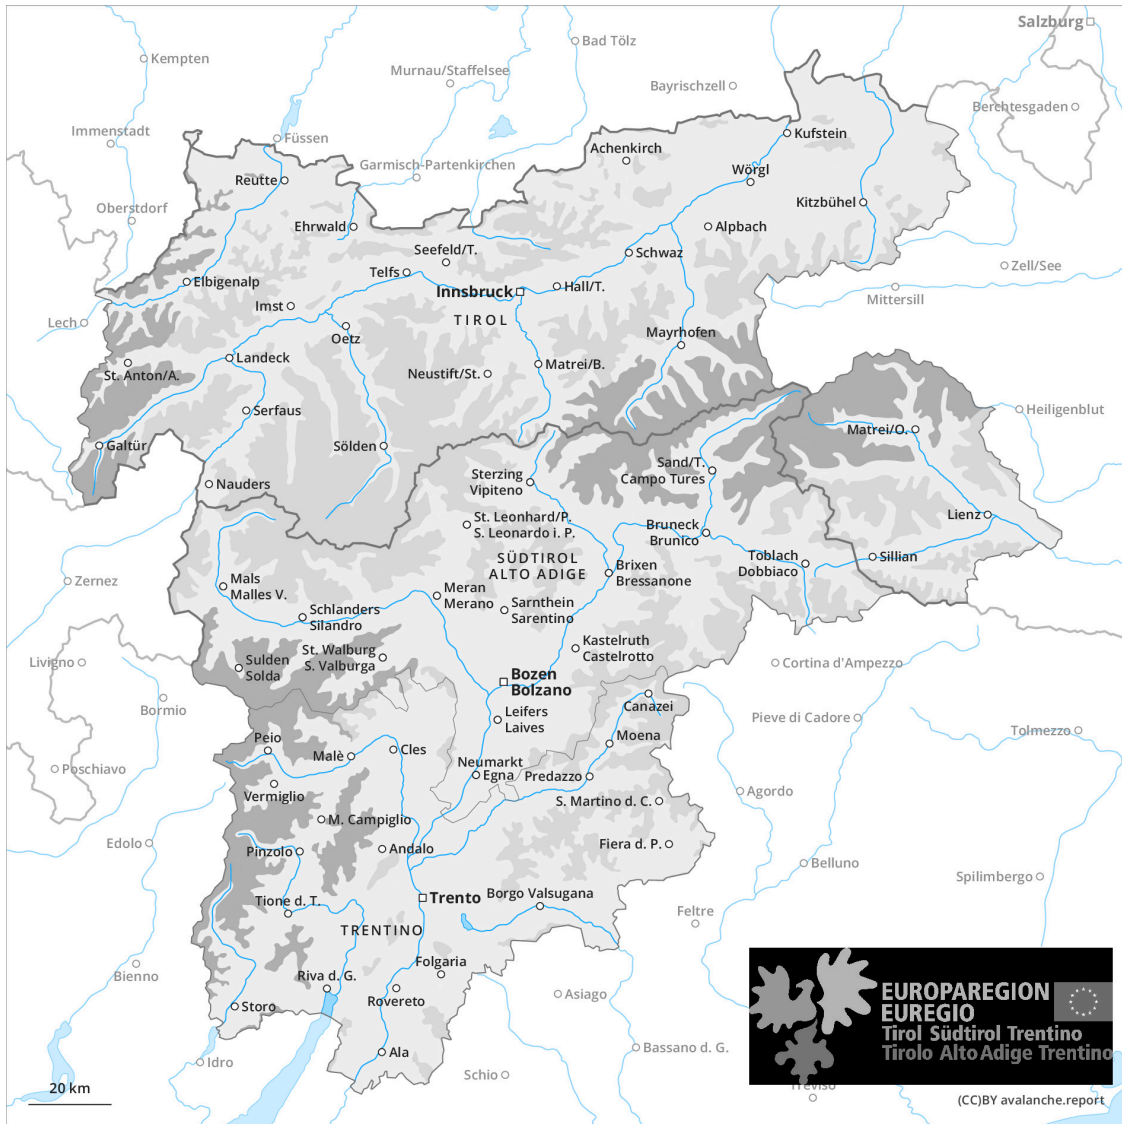 Salzburg
Bad Tölz
Kempten
Murnau/Staffelsee
Bayrischzell
Berchtesgaden
Immenstadt
Füssen
Kufstein
Achenkirch
Garmisch-Partenkirchen
Wörgl
Reutte
Kitzbühel
Oberstdorf
Ehrwald
Alpbach
Seefeld/T.
Schwaz
Zell/See
Telfs
Elbigenalp
Innsbruck
Hall/T.
Mittersill
Imst
Lech
TIROL
Oetz
Mayrhofen
Landeck
Matrei/B.
St. Anton/A.
Neustift/St.
Serfaus
Heiligenblut
Matrei/O.
Galtür
Sölden
Sand/T.
Campo Tures
Sterzing
Vipiteno
Nauders
Lienz
St. Leonhard/P.
S. Leonardo i. P.
Bruneck
Brunico
SÜDTIROL
ALTO ADIGE
Toblach
Dobbiaco
Sillian
Brixen
Bressanone
Zernez
Mals
Malles V.
Meran
Merano
Sarnthein
Sarentino
Schlanders
Silandro
Kastelruth
Castelrotto
St. Walburg
S. Valburga
Livigno
Sulden
Solda
Cortina d'Ampezzo
Bozen
Bolzano
Bormio
Canazei
Leifers
Laives
Pieve di Cadore
Tolmezzo
Moena
Peio
Malè
Cles
Neumarkt
Egna
Predazzo
Poschiavo
Vermiglio
S. Martino d. C.
Agordo
M. Campiglio
Edolo
Pinzolo
Andalo
Fiera d. P.
Belluno
Spilimbergo
Borgo Valsugana
Trento
Tione d. T.
Feltre
TRENTINO
Folgaria
Bienno
Riva d. G.
Rovereto
Asiago
Storo
EUROPAREGION
EUREGIO
Tirol Südtirol Trentino
Tirolo Alto Adige Trentino
Ala
Bassano d. G.
Idro
Schio
Treviso
20 km
(CC)BY avalanche.report